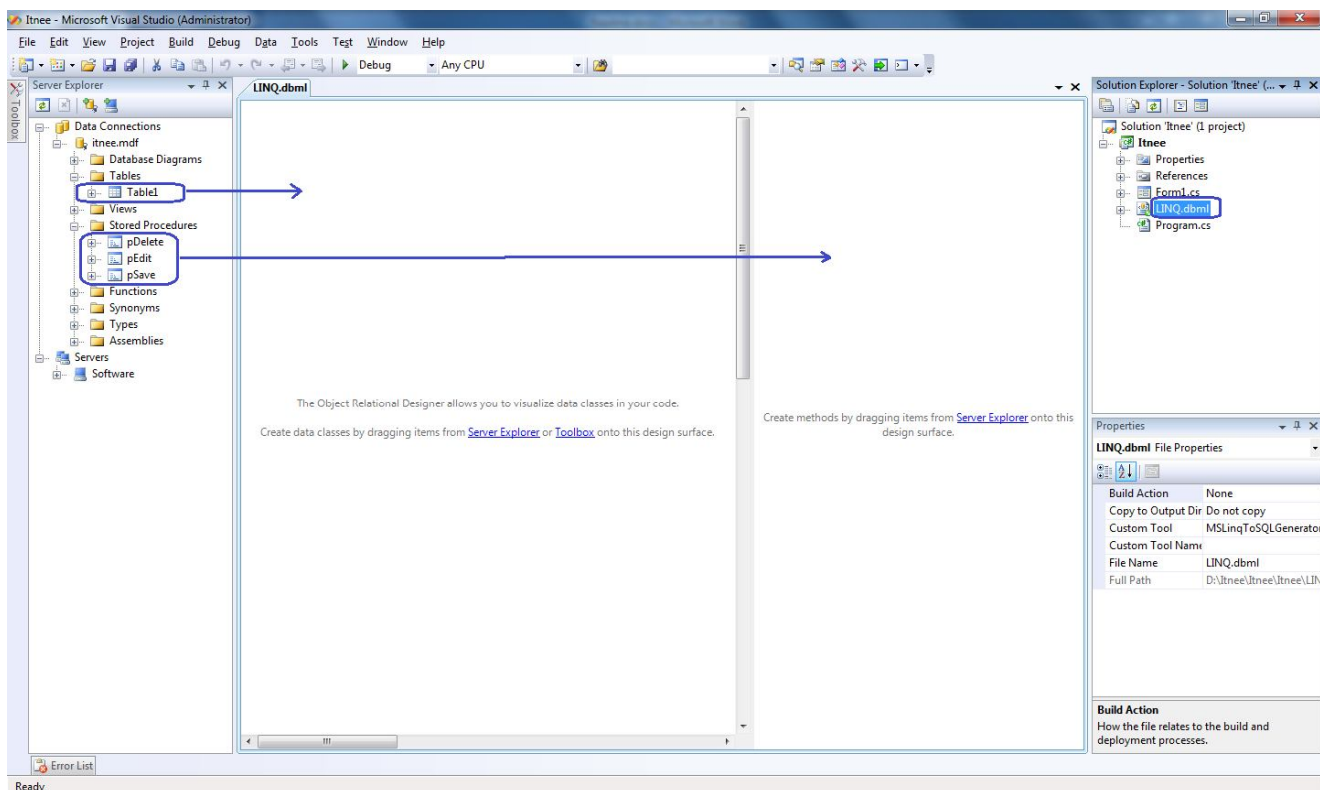 Itnee - Microsoft Visual Studio (Administrator)
File Edit View Project Build Debug Data Tools Test Window Help
Debug Any CPU
Toolbox
Server Explorer
Data Connections
itnee.mdf
Database Diagrams
Tables
Table1
Views
Stored Procedures
pDelete
pEdit
pSave
Functions
Synonyms
Types
Assemblies
Servers
Software
LINQ.dbml
The Object Relational Designer allows you to visualize data classes in your code.
Create data classes by dragging items from Server Explorer or Toolbox onto this design surface.
Create methods by dragging items from Server Explorer onto this
design surface.
Solution Explorer - Solution 'Itnee' (...
Solution 'Itnee' (1 project)
Itnee
Properties
References
Form1.cs
LINQ.dbml
Program.cs
Properties
LINQ.dbml File Properties
Build Action None
Copy to Output Dir Do not copy
Custom Tool MSLinqToSQLGenerator
Custom Tool Name
File Name LINQ.dbml
Full Path D:\Itnee\Itnee\Itnee\LIN
Build Action
How the file relates to the build and
deployment processes.
Error List
Ready